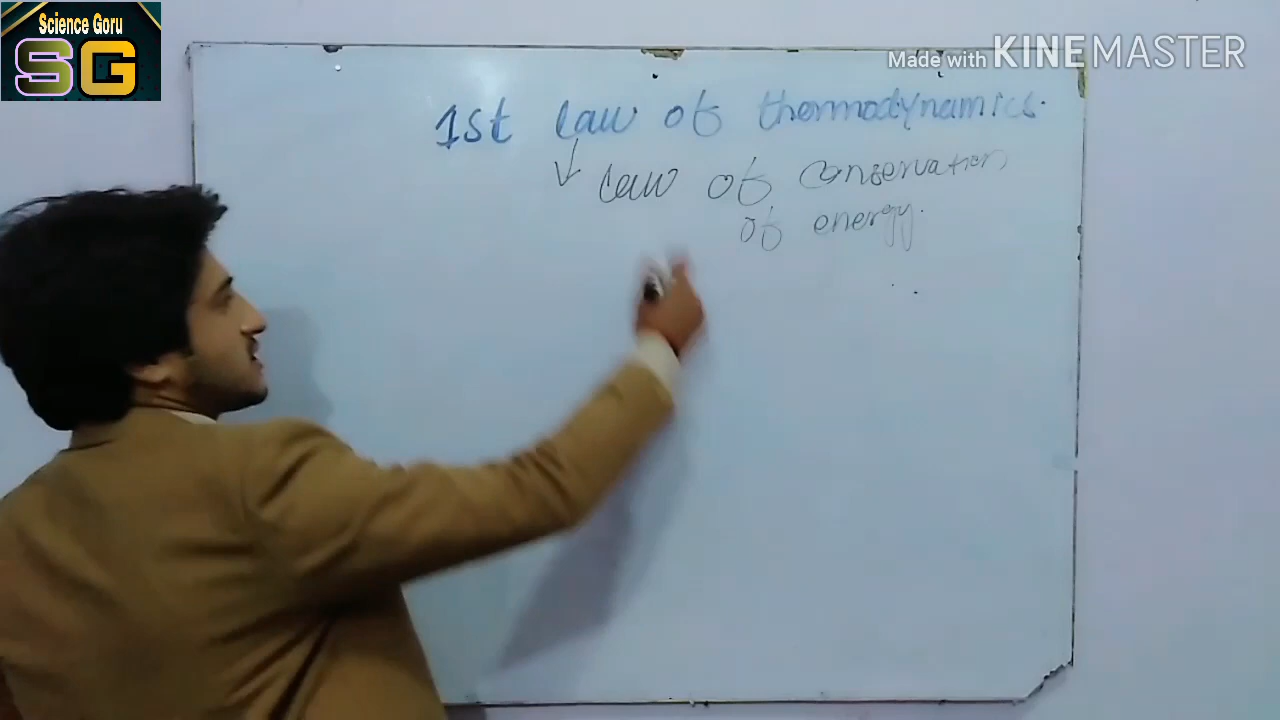 Science Goru
SG
Made with KINEMASTER
1st law of thermodynamics.
law of conservation
of energy.